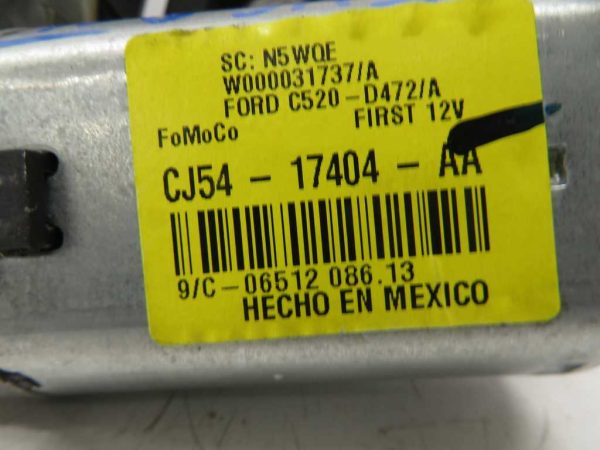 SC: N5WQE
W000031737/A
FORD C520-D472/A
FIRST 12V
FoMoCo
CJ54 - 17404 - AA
9/C-06512 086.13
HECHO EN MEXICO